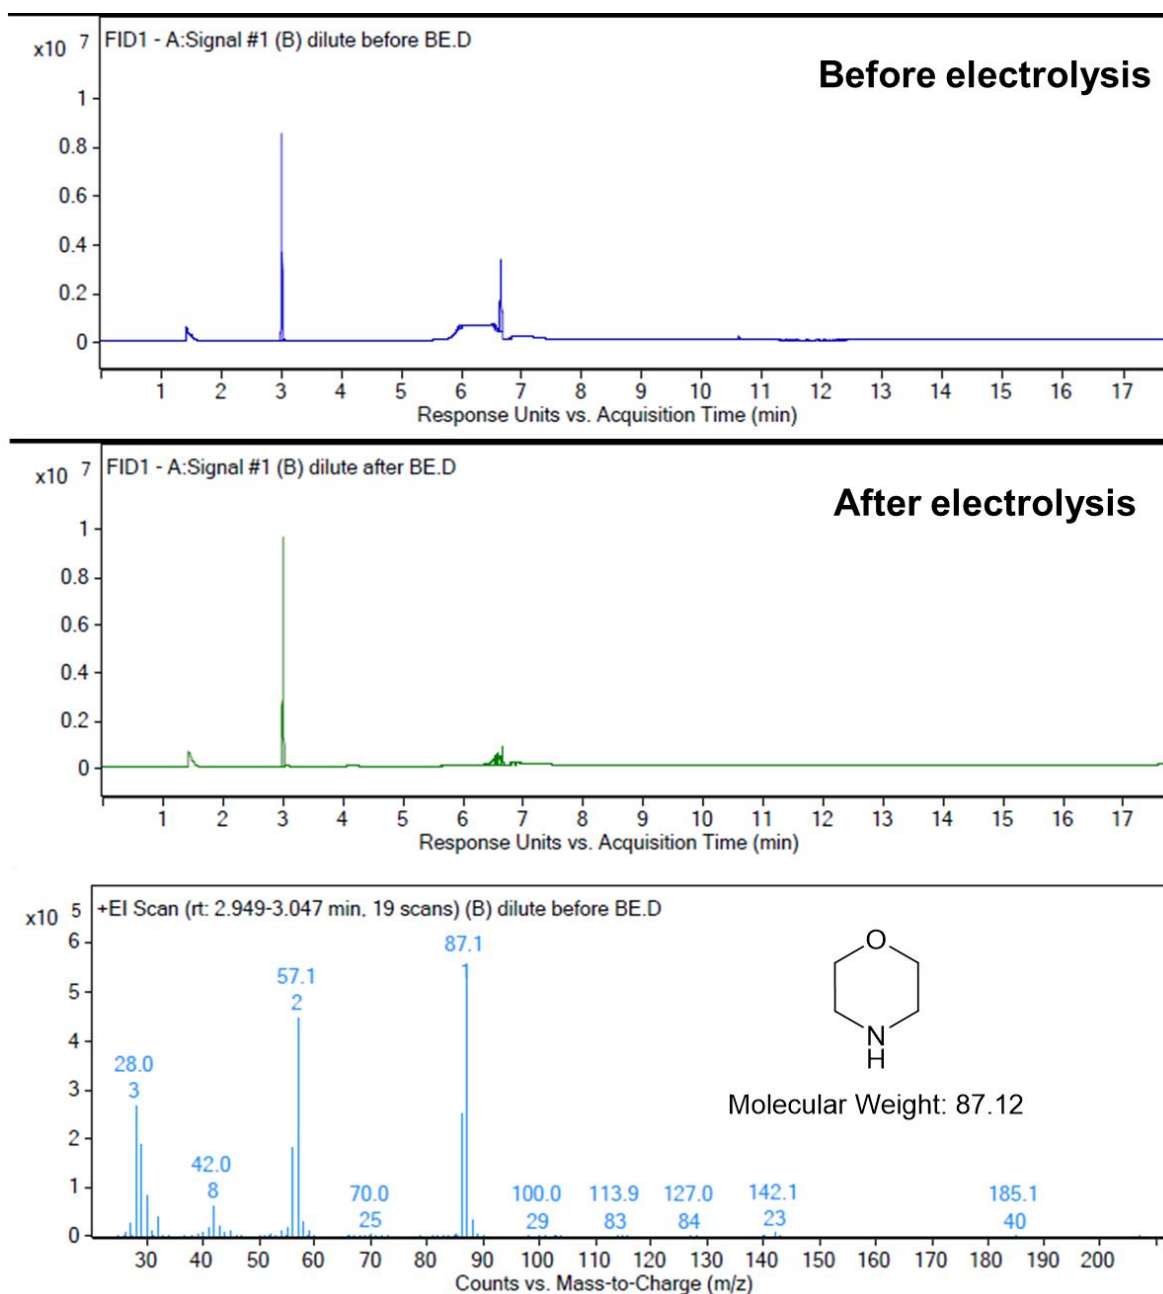 x10 7 FID1 - A:Signal #1 (B) dilute before BE.D
Before electrolysis
1
0.8
0.6
0.4
0.2
0
1 2 3 4 5 6 7 8 9 10 11 12 13 14 15 16 17
Response Units vs. Acquisition Time (min)
x10 7 FID1 - A:Signal #1 (B) dilute after BE.D
After electrolysis
1
0.8
0.6
0.4
0.2
0
1 2 3 4 5 6 7 8 9 10 11 12 13 14 15 16 17
Response Units vs. Acquisition Time (min)
x10 5 +EI Scan (rt: 2.949-3.047 min, 19 scans) (B) dilute before BE.D
6
5
4
3
2
1
0
28.0
3
42.0
8
57.1
2
70.0
25
87.1
1
100.0
29
113.9
83
127.0
84
142.1
23
185.1
40
O
N
H
Molecular Weight: 87.12
30 40 50 60 70 80 90 100 110 120 130 140 150 160 170 180 190 200
Counts vs. Mass-to-Charge (m/z)